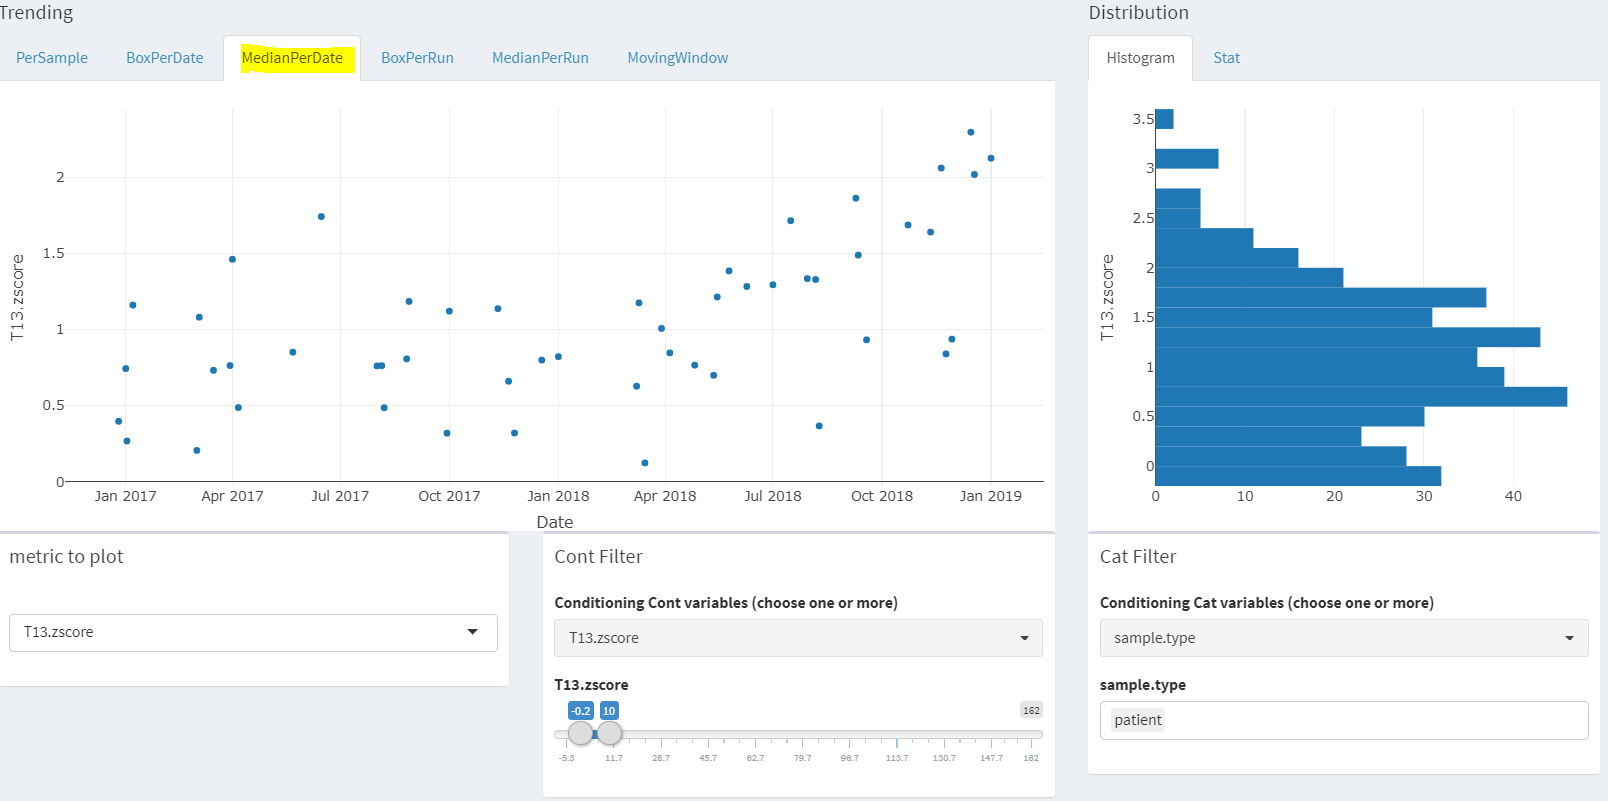 Trending
PerSample BoxPerDate MedianPerDate BoxPerRun MedianPerRun MovingWindow
T13.zscore
2
1.5
1
0.5
0
Jan 2017 Apr 2017 Jul 2017 Oct 2017 Jan 2018 Apr 2018 Jul 2018 Oct 2018 Jan 2019
Date
Distribution
Histogram Stat
T13.zscore
3.5
3
2.5
2
1.5
1
0.5
0
0 10 20 30 40
metric to plot
T13.zscore
Cont Filter
Conditioning Cont variables (choose one or more)
T13.zscore
T13.zscore
-0.2 10 162
-5.3 11.7 28.7 45.7 62.7 79.7 96.7 113.7 130.7 147.7 162
Cat Filter
Conditioning Cat variables (choose one or more)
sample.type
sample.type
patient